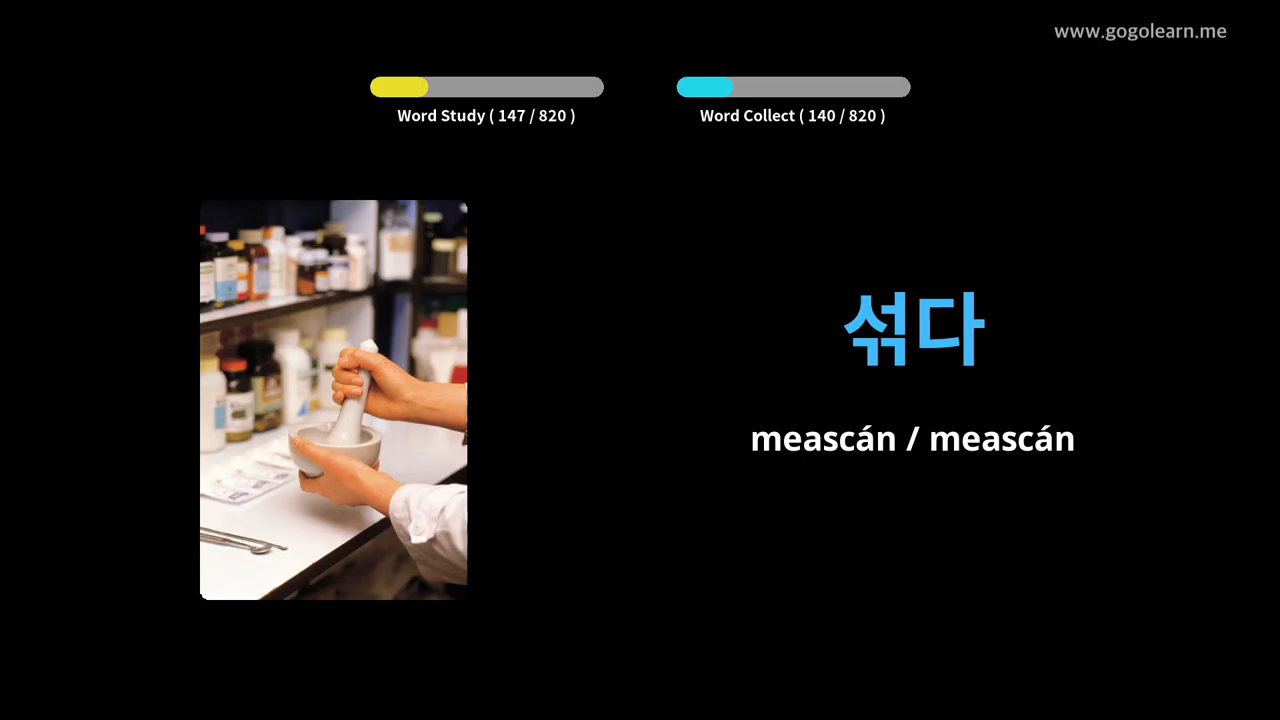 www.gogolearn.me
Word Study ( 147 / 820 )
Word Collect ( 140 / 820 )
섞다
meascán / meascán